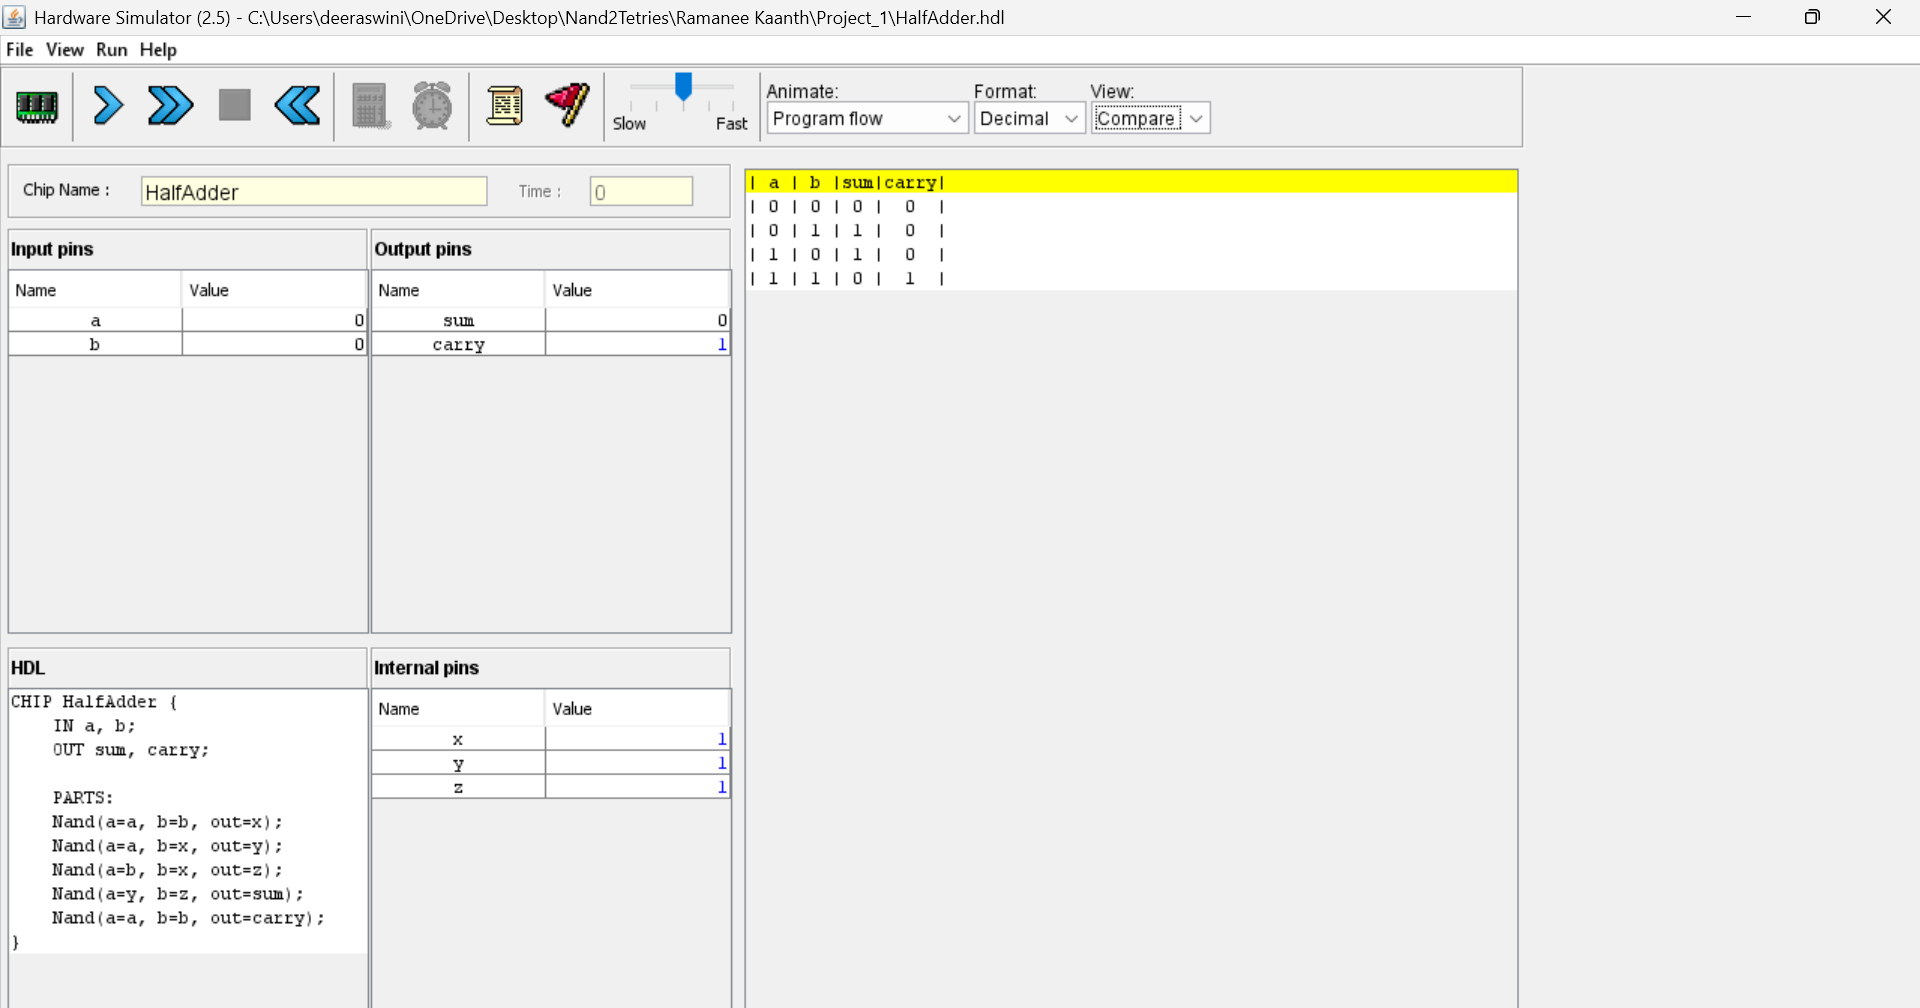 Hardware Simulator (2.5) - C:\Users\deeraswini\OneDrive\Desktop\Nand2Tetries\Ramanee Kaanth\Project_1\HalfAdder.hdl
File View Run Help
Slow Fast
Animate: Format: View:
Program flow Decimal Compare
Chip Name : HalfAdder Time : 0
Input pins
Name Value
a 0
b 0
Output pins
Name Value
sum 0
carry 1
HDL
CHIP HalfAdder {
    IN a, b;
    OUT sum, carry;
    PARTS:
    Nand(a=a, b=b, out=x);
    Nand(a=a, b=x, out=y);
    Nand(a=b, b=x, out=z);
    Nand(a=y, b=z, out=sum);
    Nand(a=a, b=b, out=carry);
}
Internal pins
Name Value
x 1
y 1
z 1
| a | b |sum|carry|
| 0 | 0 | 0 |  0  |
| 0 | 1 | 1 |  0  |
| 1 | 0 | 1 |  0  |
| 1 | 1 | 0 |  1  |